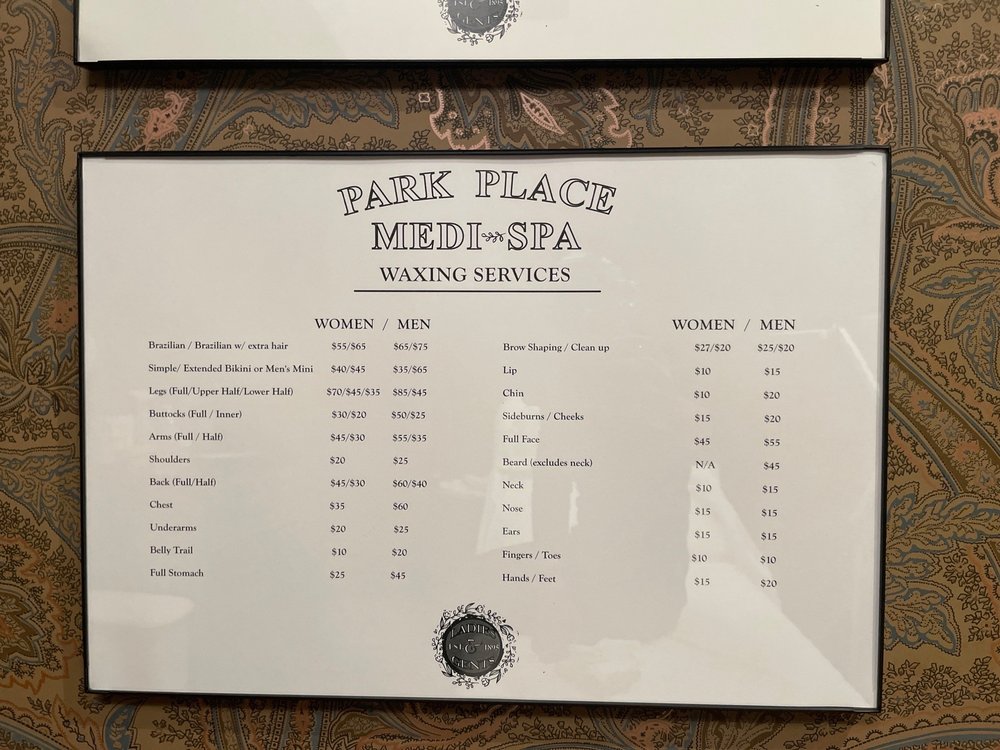 EST & 1895
GENTS
PARK PLACE
MEDI SPA
WAXING SERVICES
WOMEN / MEN
Brazilian / Brazilian w/ extra hair $55/$65 $65/$75
Simple/ Extended Bikini or Men's Mini $40/$45 $35/$65
Legs (Full/Upper Half/Lower Half) $70/$45/$35 $85/$45
Buttocks (Full / Inner) $30/$20 $50/$25
Arms (Full / Half) $45/$30 $55/$35
Shoulders $20 $25
Back (Full/Half) $45/$30 $60/$40
Chest $35 $60
Underarms $20 $25
Belly Trail $10 $20
Full Stomach $25 $45
WOMEN / MEN
Brow Shaping / Clean up $27/$20 $25/$20
Lip $10 $15
Chin $10 $20
Sideburns / Cheeks $15 $20
Full Face $45 $55
Beard (excludes neck) N/A $45
Neck $10 $15
Nose $15 $15
Ears $15 $15
Fingers / Toes $10 $10
Hands / Feet $15 $20
LADIES
EST & 1895
GENTS